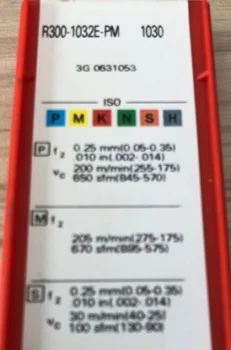 R300-1032E-PM 1030
3G 0631053
ISO
P M K N S H
P f z 0.25 mm(0.05-0.35)
.010 in(.002-.014)
vc 200 m/min(255-175)
650 sfm(845-570)
M f z
205 m/min(275-175)
670 sfm(895-575)
S f z 0.25 mm(0.05-0.35)
.010 in(.002-.014)
vc 30 m/min(40-25)
100 sfm(130-80)